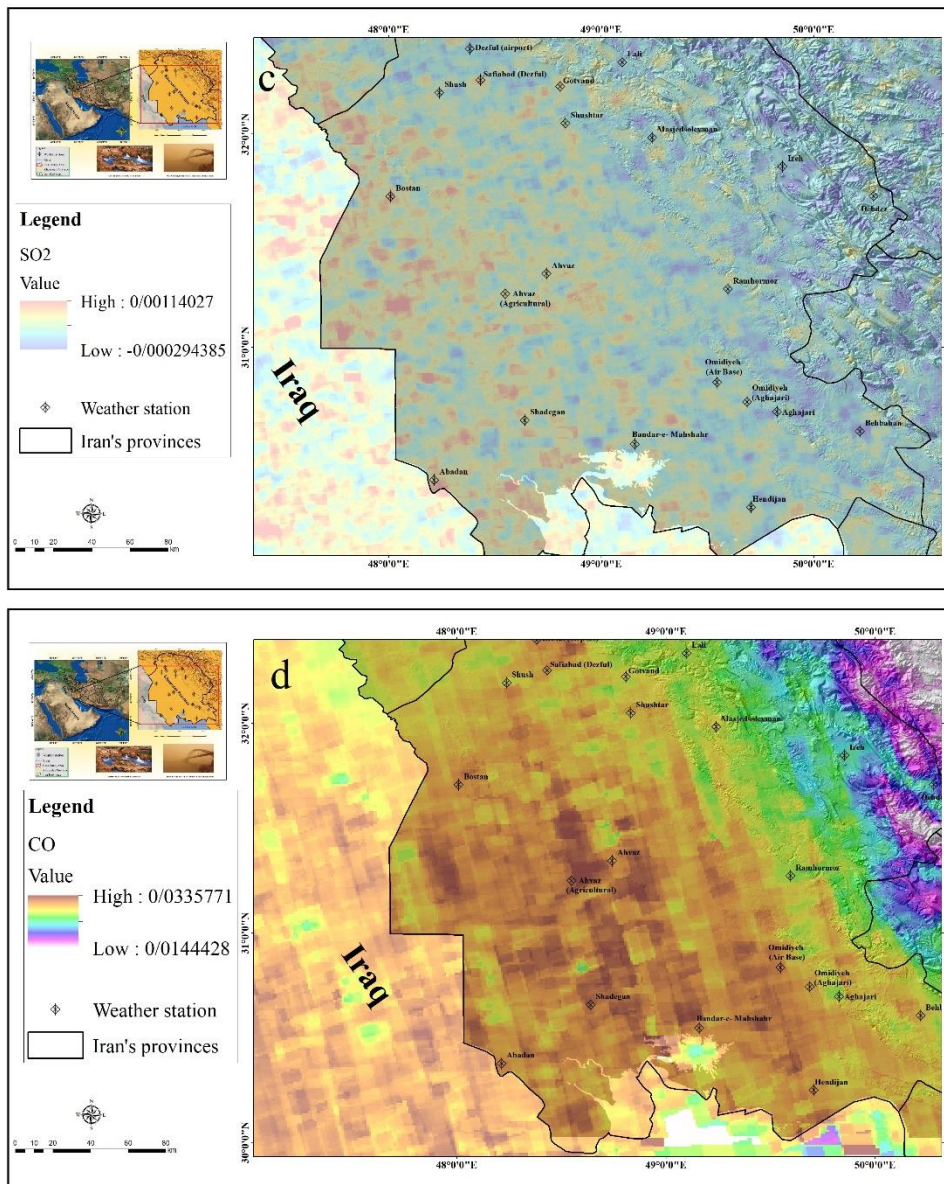 48°0'0"E 49°0'0"E 50°0'0"E
c
Dezful (airport)
Lali
Safiabad (Dezful)
Shush
Gotvand
Shushtar
Masjedsoleyman
Izeh
Bostan
Ahvaz
Ahvaz
(Agricultural)
Ramhormoz
Omidiyeh
(Air Base)
Omidiyeh
(Aghajari)
Aghajari
Shadegan
Behbahan
Bandar-e- Mahshahr
Abadan
Hendijan
Iraq
32°0'0"N
31°0'0"N
48°0'0"E 49°0'0"E 50°0'0"E
Legend
SO2
Value
High : 0/00114027
Low : -0/000294385
Weather station
Iran's provinces
N
W E
S
0 10 20 40 60 80
km
48°0'0"E 49°0'0"E 50°0'0"E
d
Lali
Safiabad (Dezful)
Shush
Gotvand
Shushtar
Masjedsoleyman
Izeh
Bostan
Ahvaz
Ahvaz
(Agricultural)
Ramhormoz
Omidiyeh
(Air Base)
Omidiyeh
(Aghajari)
Aghajari
Shadegan
Behb
Bandar-e- Mahshahr
Abadan
Hendijan
Iraq
32°0'0"N
31°0'0"N
30°0'0"N
48°0'0"E 49°0'0"E 50°0'0"E
Legend
CO
Value
High : 0/0335771
Low : 0/0144428
Weather station
Iran's provinces
N
W E
S
0 10 20 40 60 80
km